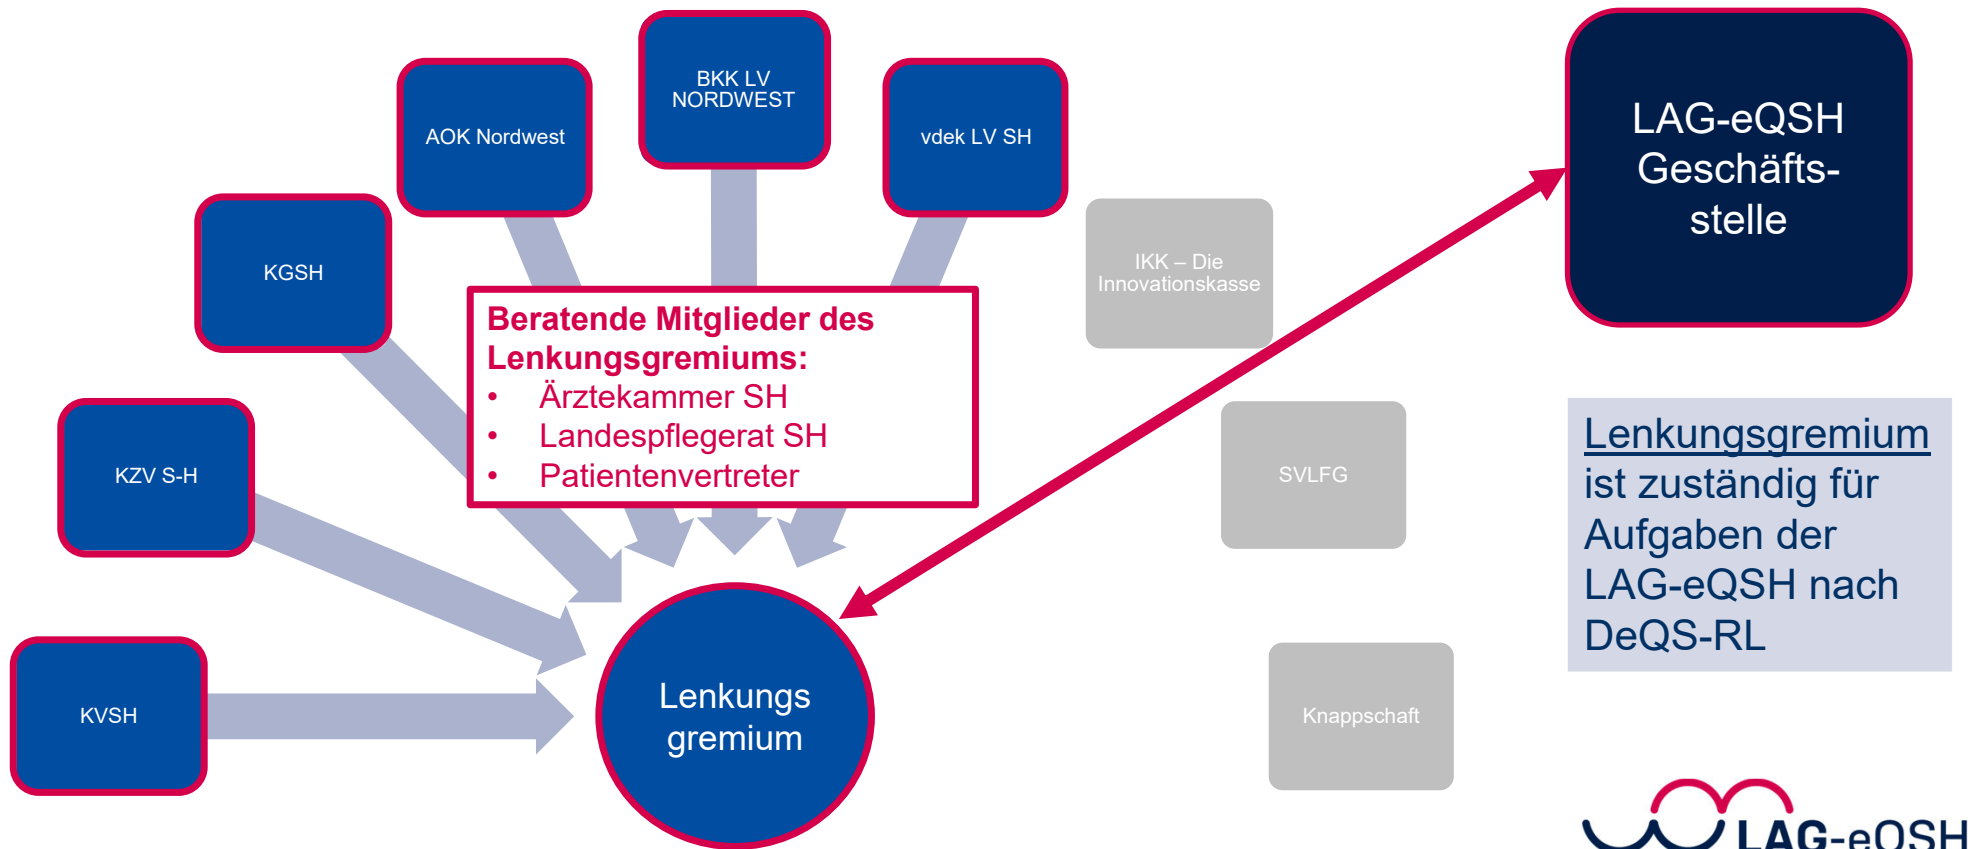 BKK LV
NORDWEST
AOK Nordwest
vdek LV SH
KGSH
IKK – Die
Innovationskasse
LAG-eQSH
Geschäfts-
stelle
Beratende Mitglieder des
Lenkungsgremiums:
• Ärztekammer SH
• Landespflegerat SH
• Patientenvertreter
KZV S-H
SVLFG
Lenkungsgremium
ist zuständig für
Aufgaben der
LAG-eQSH nach
DeQS-RL
KVSH
Lenkungs
gremium
Knappschaft
LAG-eQSH